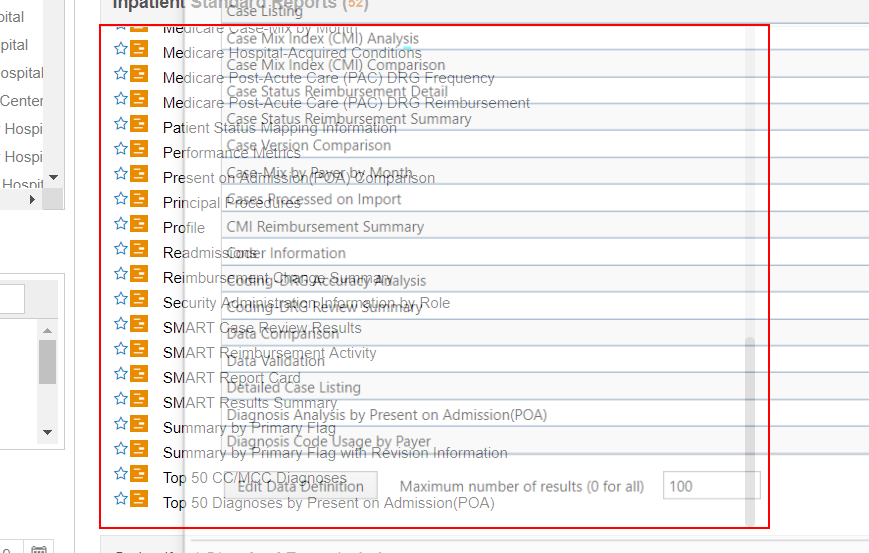 Inpatient Standard Reports (52)
Case Listing
Medicare Case-Mix by Month
Case Mix Index (CMI) Analysis
Medicare Hospital-Acquired Conditions
Case Mix Index (CMI) Comparison
Medicare Post-Acute Care (PAC) DRG Frequency
Case Status Reimbursement Detail
Medicare Post-Acute Care (PAC) DRG Reimbursement
Case Status Reimbursement Summary
Patient Status Mapping Information
Case Version Comparison
Performance Metrics
Case-Mix by Payer by Month
Present on Admission(POA) Comparison
Cases Processed on Import
Principal Procedures
CMI Reimbursement Summary
Profile
Coder Information
Readmissions
Reimbursement Change Summary
Coding-DRG Accuracy Analysis
Security Administration Information by Role
Coding-DRG Review Summary
SMART Case Review Results
Data Comparison
SMART Reimbursement Activity
Data Validation
SMART Report Card
Detailed Case Listing
SMART Results Summary
Diagnosis Analysis by Present on Admission(POA)
Summary by Primary Flag
Diagnosis Code Usage by Payer
Summary by Primary Flag with Revision Information
Top 50 CC/MCC Diagnoses
Edit Data Definition
Maximum number of results (0 for all)
100
Top 50 Diagnoses by Present on Admission(POA)
pital
pital
ospital
Center
Hospi
Hospi
Hospit